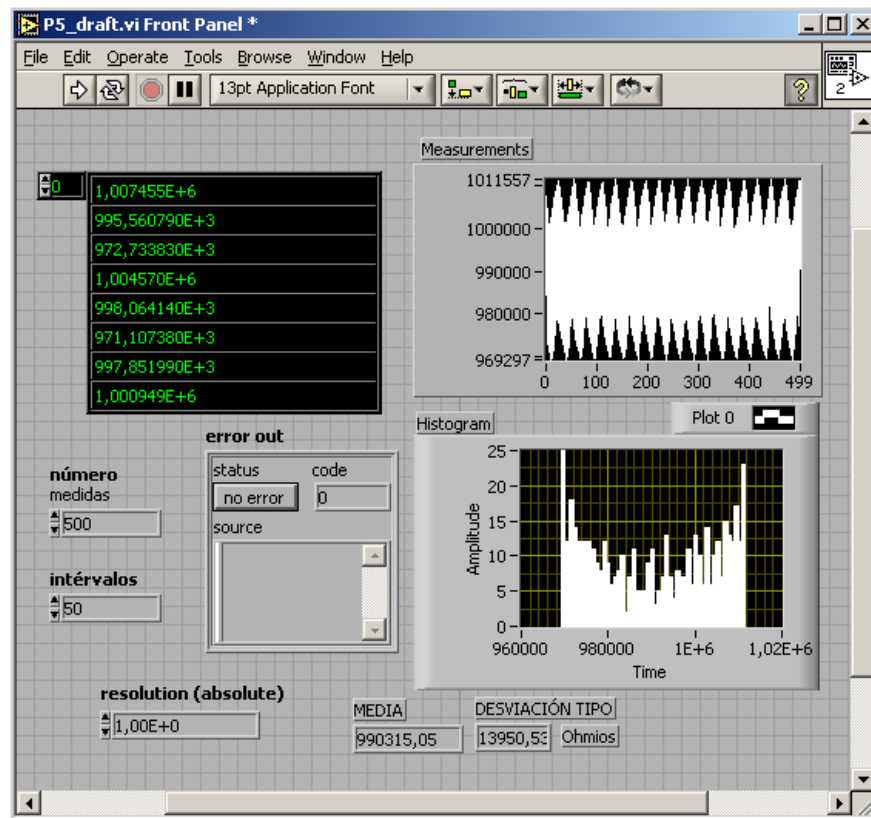 P5_draft.vi Front Panel *
File Edit Operate Tools Browse Window Help
13pt Application Font
2
Measurements
0
1,007455E+6
995,560790E+3
972,733830E+3
1,004570E+6
998,064140E+3
971,107380E+3
997,851990E+3
1,000949E+6
1011557
1000000
990000
980000
969297
0 100 200 300 400 499
Plot 0
Histogram
25
20
15
10
5
0
Amplitude
960000 980000 1E+6 1,02E+6
Time
error out
status code
no error 0
source
número
medidas
500
intérvalos
50
resolution (absolute)
1,00E+0
MEDIA
990315,05
DESVIACIÓN TIPO
13950,53 Ohmios